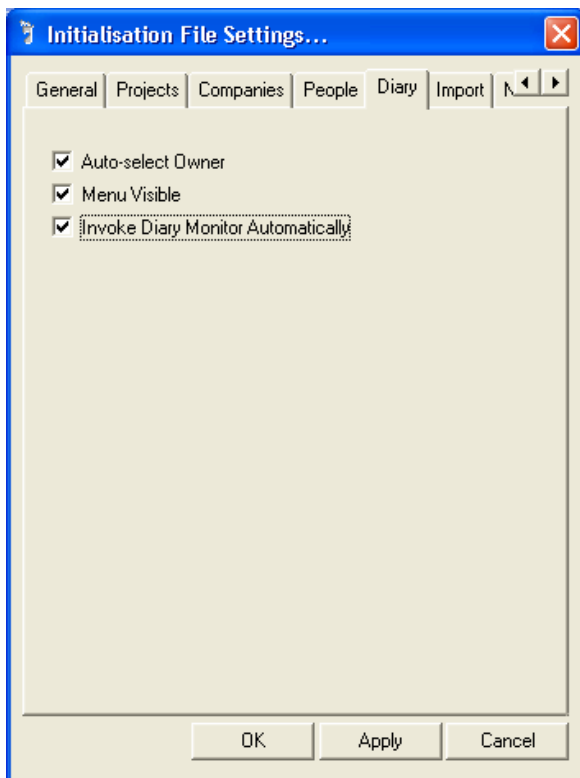 Initialisation File Settings...
General Projects Companies People Diary Import
Auto-select Owner
Menu Visible
Invoke Diary Monitor Automatically
OK Apply Cancel